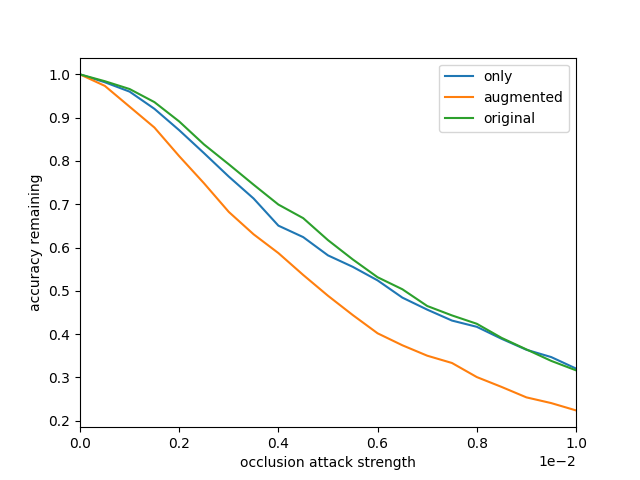 only
augmented
original
1.0
0.9
0.8
0.7
0.6
0.5
0.4
0.3
0.2
accuracy remaining
0.0 0.2 0.4 0.6 0.8 1.0
occlusion attack strength
1e−2